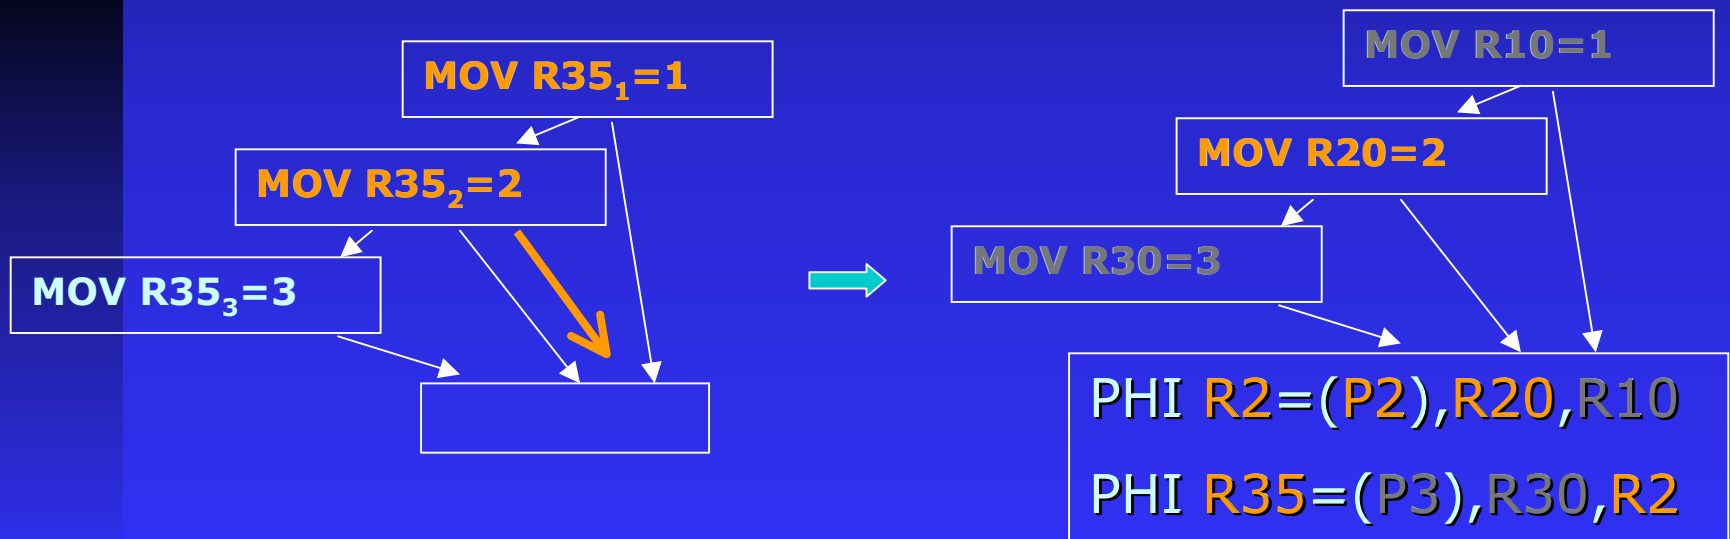 MOV R35₁=1
MOV R35₂=2
MOV R35₃=3
MOV R10=1
MOV R20=2
MOV R30=3
PHI R2=(P2),R20,R10
PHI R35=(P3),R30,R2